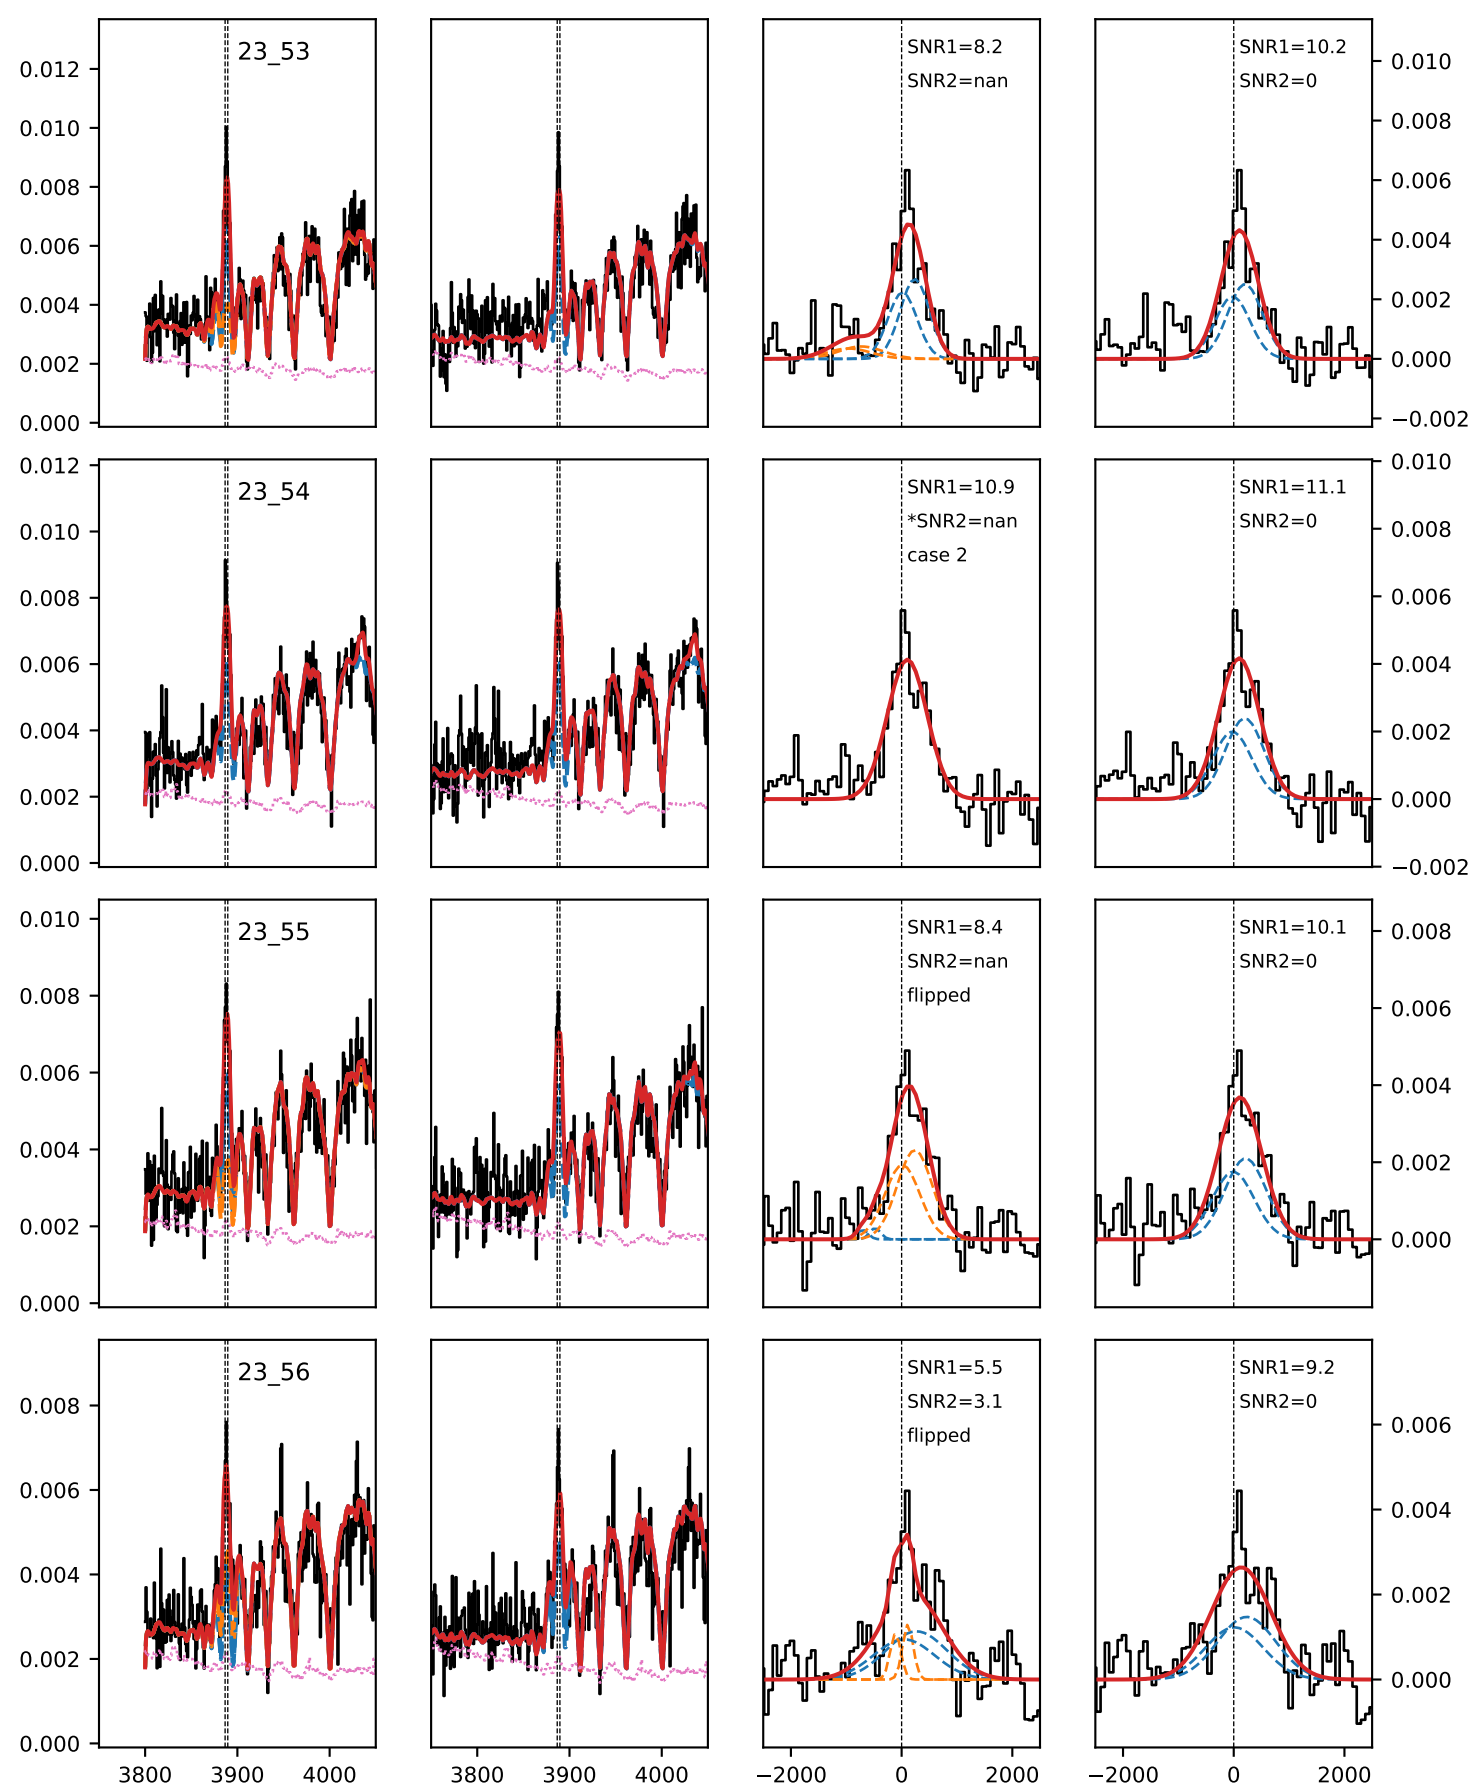 23_53
SNR1=8.2
SNR2=nan
SNR1=10.2
SNR2=0
0.012
0.010
0.008
0.006
0.004
0.002
0.000
0.010
0.008
0.006
0.004
0.002
0.000
−0.002
23_54
SNR1=10.9
*SNR2=nan
case 2
SNR1=11.1
SNR2=0
0.012
0.010
0.008
0.006
0.004
0.002
0.000
0.010
0.008
0.006
0.004
0.002
0.000
−0.002
23_55
SNR1=8.4
SNR2=nan
flipped
SNR1=10.1
SNR2=0
0.010
0.008
0.006
0.004
0.002
0.000
0.008
0.006
0.004
0.002
0.000
23_56
SNR1=5.5
SNR2=3.1
flipped
SNR1=9.2
SNR2=0
0.008
0.006
0.004
0.002
0.000
0.006
0.004
0.002
0.000
3800 3900 4000
3800 3900 4000
−2000 0 2000
−2000 0 2000